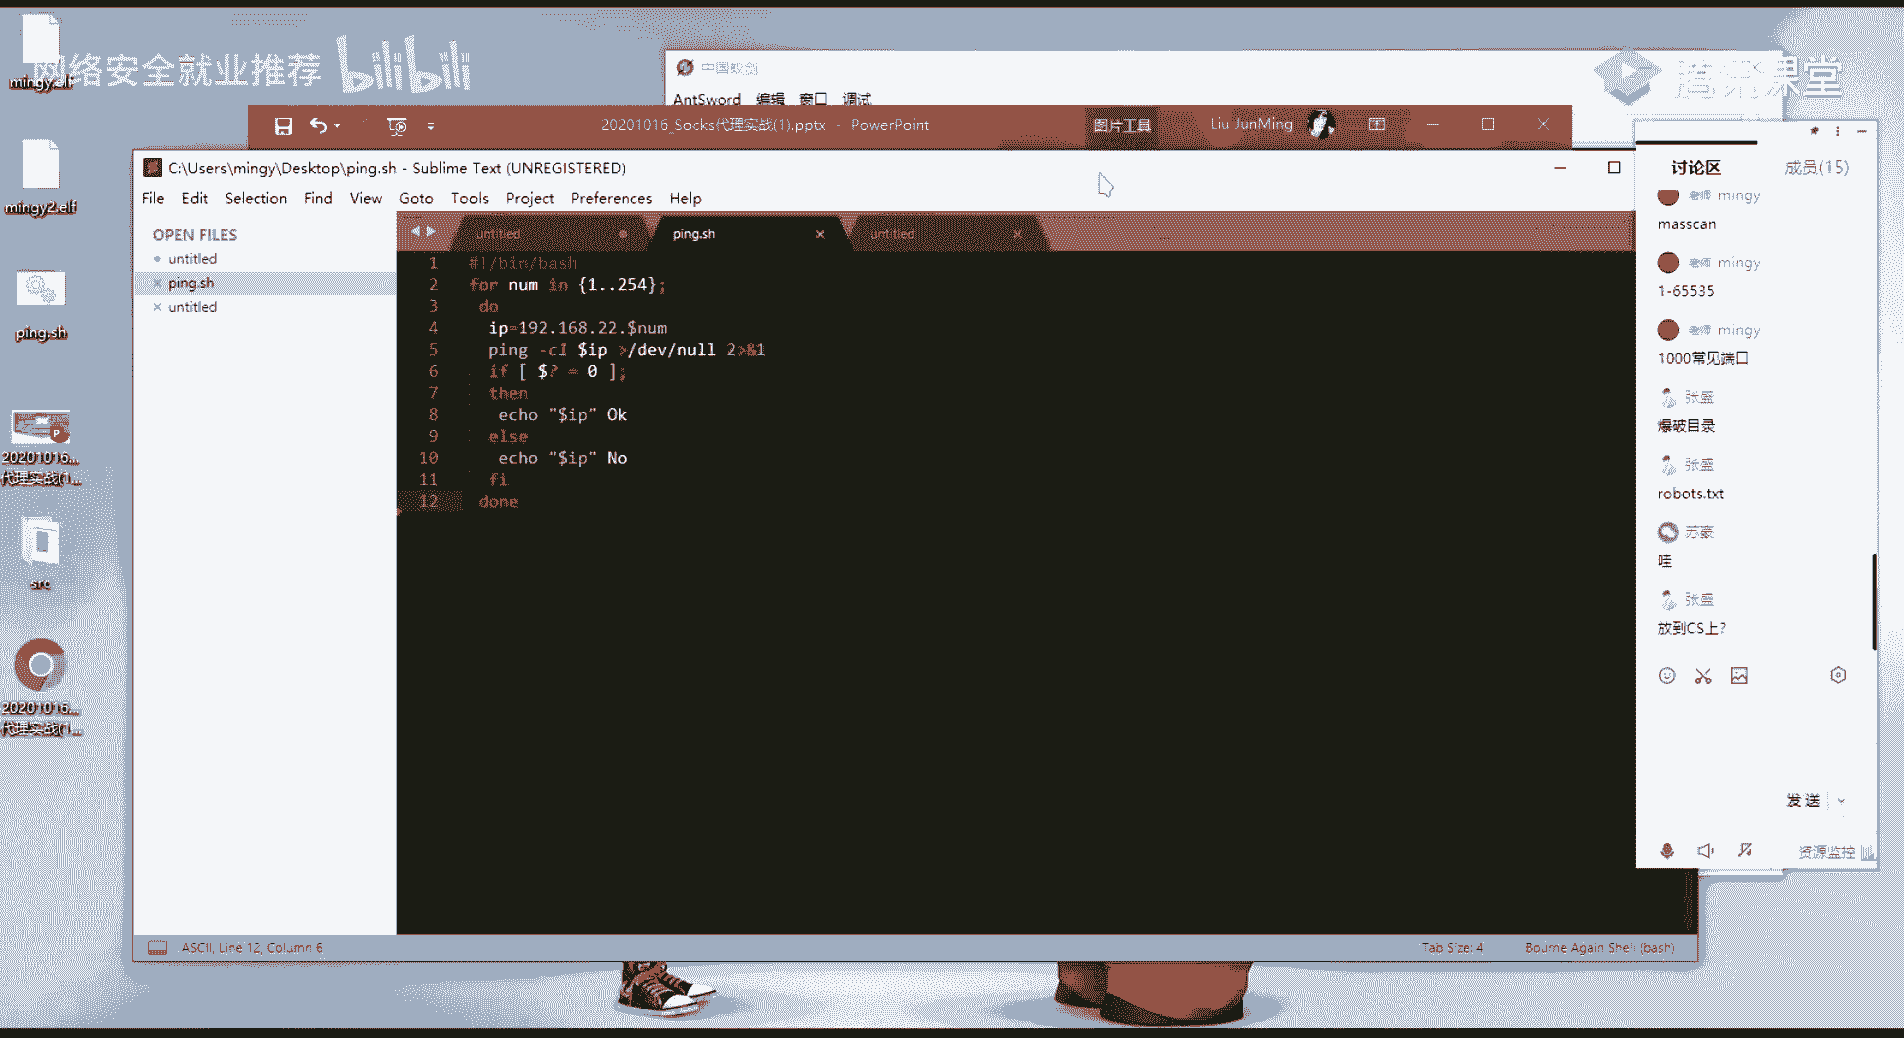 mingy.elf
网络安全就业推荐 bilibili
中国蚁剑
腾讯课堂
AntSword 编辑 窗口 调试
20201016_Socks代理实战(1).pptx - PowerPoint
图片工具
Liu JunMing
C:\Users\mingy\Desktop\ping.sh - Sublime Text (UNREGISTERED)
File Edit Selection Find View Goto Tools Project Preferences Help
OPEN FILES
untitled
ping.sh
untitled
untitled
ping.sh
untitled
1 #!/bin/bash
2 for num in {1..254};
3 do
4 ip=192.168.22.$num
5 ping -c1 $ip >/dev/null 2>&1
6 if [ $? = 0 ];
7 then
8 echo "$ip" Ok
9 else
10 echo "$ip" No
11 fi
12 done
ASCII, Line 12, Column 6
Tab Size: 4
Bourne Again Shell (bash)
mingy2.elf
ping.sh
20201016...
代理实战(1...
src
20201016...
代理实战(1...
讨论区 成员(15)
老师 mingy
masscan
老师 mingy
1-65535
老师 mingy
1000常见端口
张盛
爆破目录
张盛
robots.txt
苏豪
哇
张盛
放到CS上?
发送
资源监控